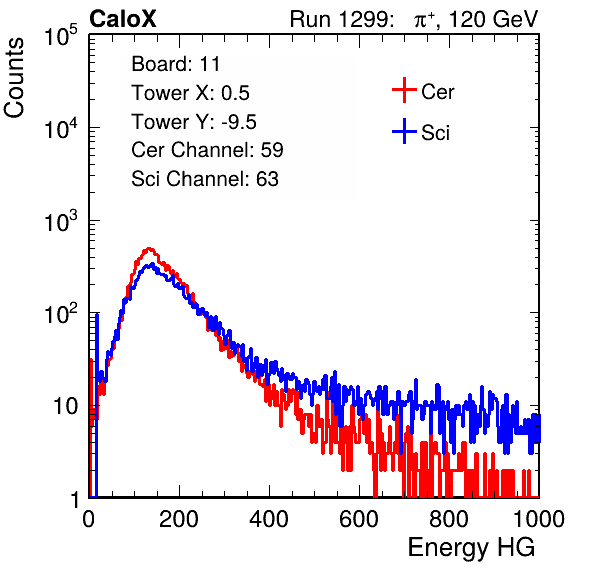 CaloX Run 1299: π⁺, 120 GeV
Counts
Board: 11
Tower X: 0.5
Tower Y: -9.5
Cer Channel: 59
Sci Channel: 63
Cer
Sci
10⁵
10⁴
10³
10²
10
1
0 200 400 600 800 1000
Energy HG